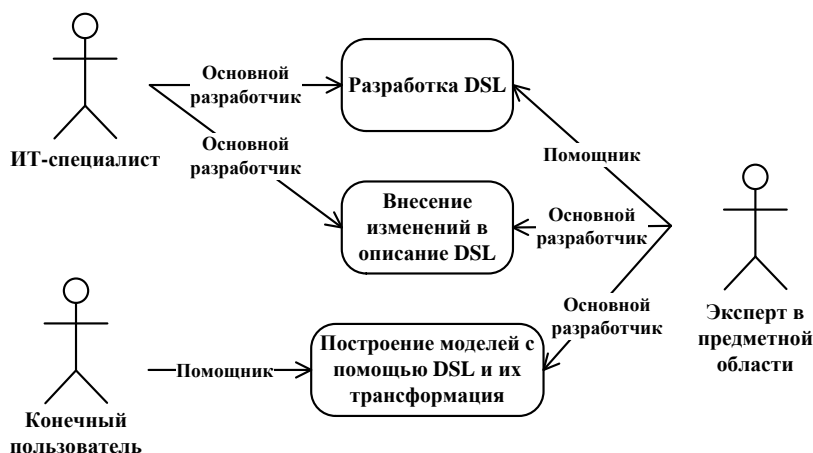 Основной
разработчик
Разработка DSL
ИТ-специалист
Основной
разработчик
Помощник
Внесение
изменений в
описание DSL
Основной
разработчик
Эксперт в
предметной
области
Основной
разработчик
Построение моделей с
помощью DSL и их
трансформация
Помощник
Конечный
пользователь